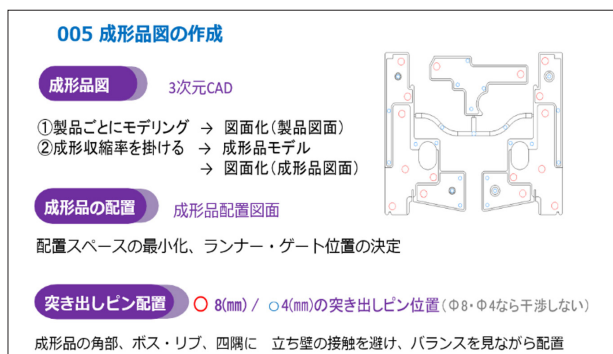 005 成形品図の作成
成形品図 3次元CAD
①製品ごとにモデリング → 図面化(製品図面)
②成形収縮率を掛ける → 成形品モデル
→ 図面化(成形品図面)
成形品の配置 成形品配置図面
配置スペースの最小化、ランナー・ゲート位置の決定
突き出しピン配置 ○ 8(mm) / ○4(mm)の突き出しピン位置(Φ8・Φ4なら干渉しない)
成形品の角部、ボス・リブ、四隅に 立ち壁の接触を避け、バランスを見ながら配置